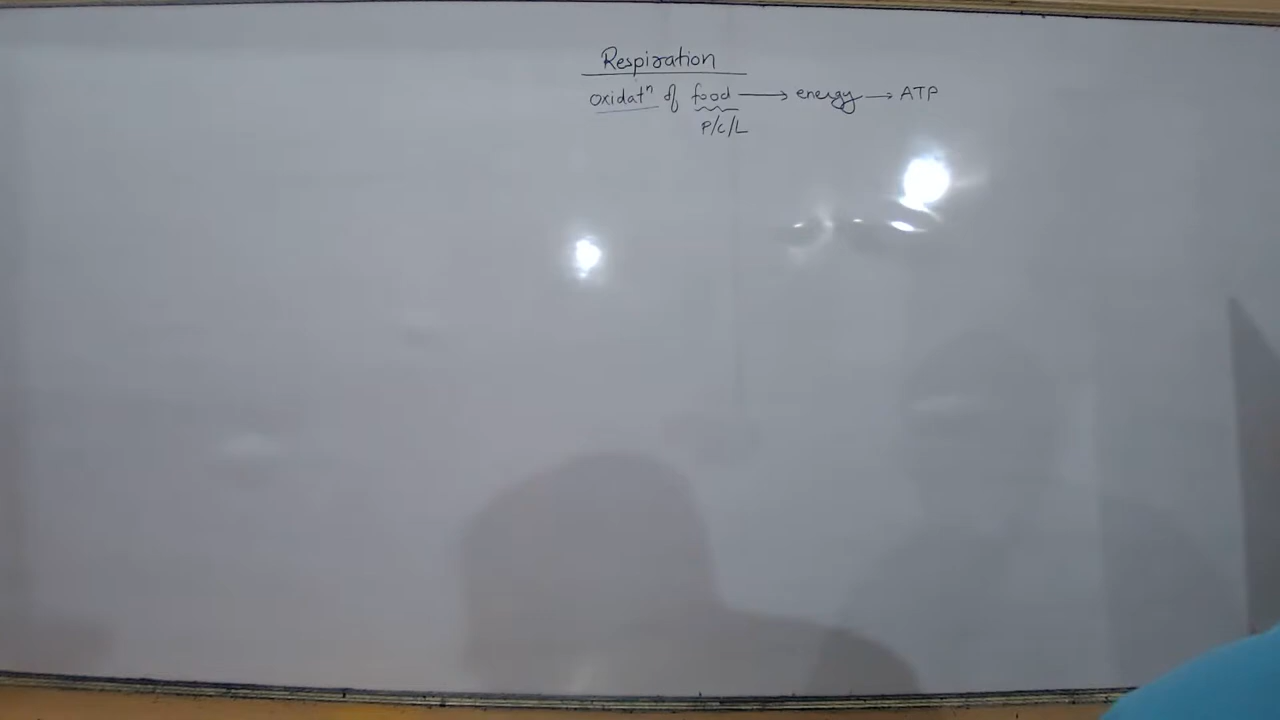 Respiration
oxidatⁿ of food → energy → ATP
P/C/L